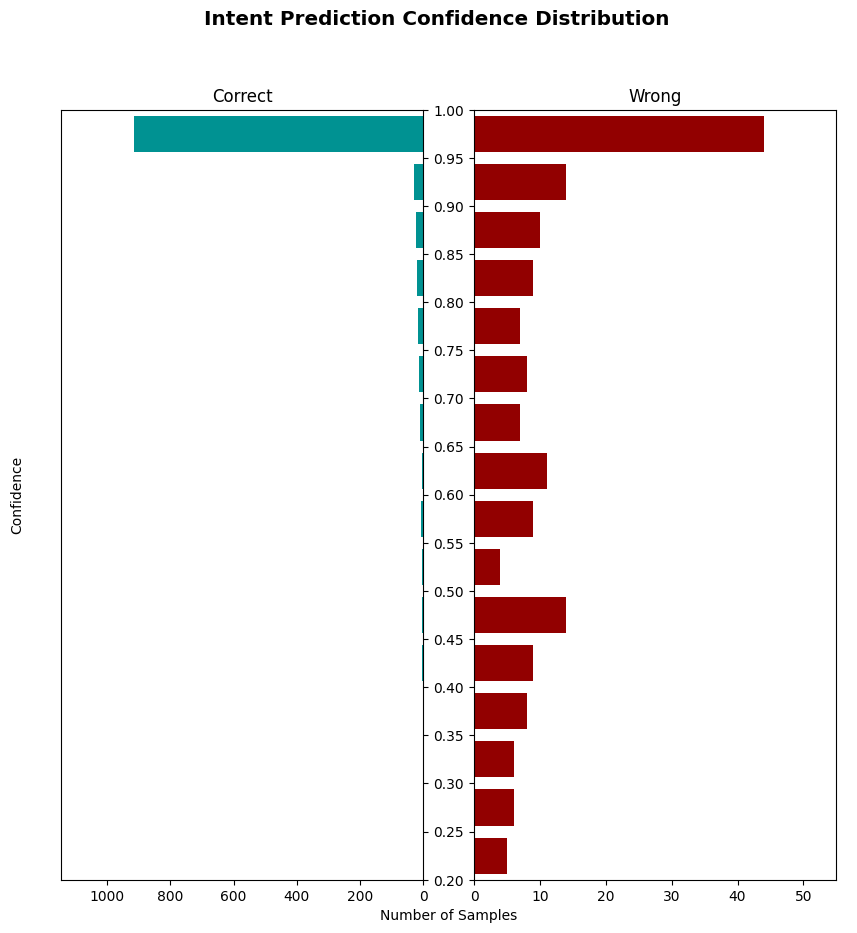 Intent Prediction Confidence Distribution
Correct
Wrong
1.00
0.95
0.90
0.85
0.80
0.75
0.70
0.65
0.60
0.55
0.50
0.45
0.40
0.35
0.30
0.25
0.20
Confidence
1000 800 600 400 200 0
0 10 20 30 40 50
Number of Samples